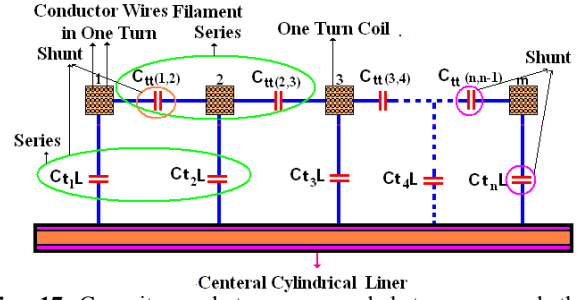 Conductor Wires Filament
in One Turn Series
Shunt
One Turn Coil
Shunt
1
Ctt(1,2)
2
Ctt(2,3)
3
Ctt(3,4)
Ctt (n,n-1)
m
Series
Ct1L
Ct2L
Ct3L
Ct4L
CtnL
Centeral Cylindrical Liner